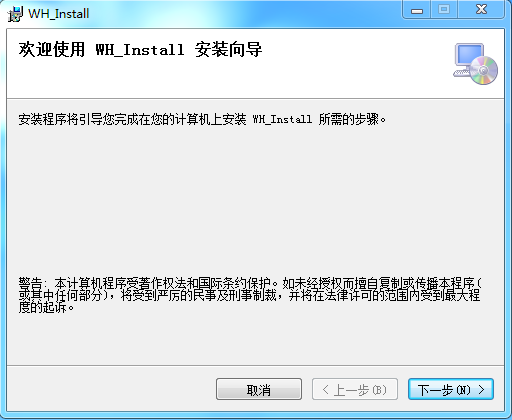 WH_Install
欢迎使用 WH_Install 安装向导
安装程序将引导您完成在您的计算机上安装 WH_Install 所需的步骤。
警告: 本计算机程序受著作权法和国际条约保护。如未经授权而擅自复制或传播本程序(
或其中任何部分),将受到严厉的民事及刑事制裁,并将在法律许可的范围内受到最大程
度的起诉。
取消
< 上一步(B)
下一步(N) >